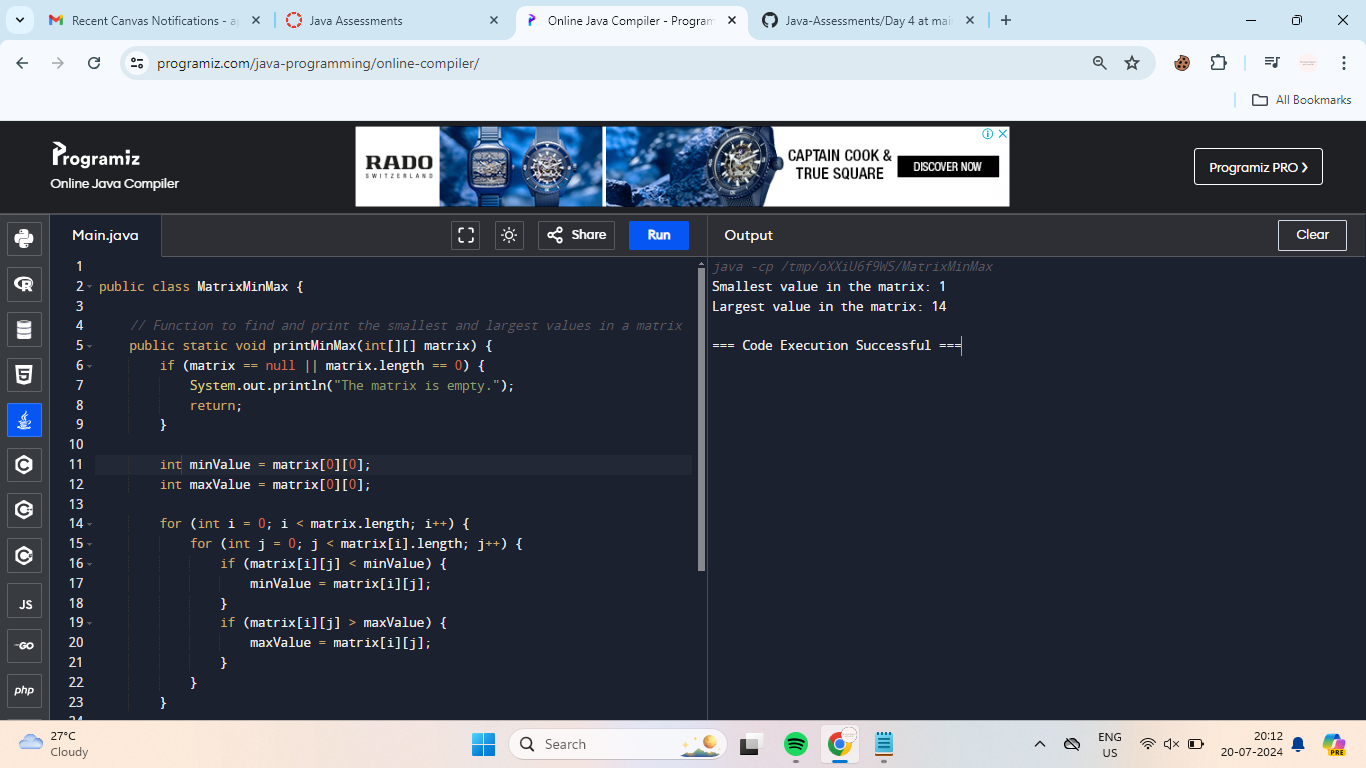 Recent Canvas Notifications - a
Java Assessments
Online Java Compiler - Program
Java-Assessments/Day 4 at mai
programiz.com/java-programming/online-compiler/
All Bookmarks
Programiz
Online Java Compiler
RADO
SWITZERLAND
CAPTAIN COOK &
TRUE SQUARE
DISCOVER NOW
Programiz PRO
Main.java
Share
Run
Output
Clear
1
2 public class MatrixMinMax {
3
4 // Function to find and print the smallest and largest values in a matrix
5 public static void printMinMax(int[][] matrix) {
6 if (matrix == null || matrix.length == 0) {
7 System.out.println("The matrix is empty.");
8 return;
9 }
10
11 int minValue = matrix[0][0];
12 int maxValue = matrix[0][0];
13
14 for (int i = 0; i < matrix.length; i++) {
15 for (int j = 0; j < matrix[i].length; j++) {
16 if (matrix[i][j] < minValue) {
17 minValue = matrix[i][j];
18 }
19 if (matrix[i][j] > maxValue) {
20 maxValue = matrix[i][j];
21 }
22 }
23 }
java -cp /tmp/oXXiU6f9WS/MatrixMinMax
Smallest value in the matrix: 1
Largest value in the matrix: 14
=== Code Execution Successful ===
JS
GO
php
27°C
Cloudy
Search
ENG
US
20:12
20-07-2024
PRE